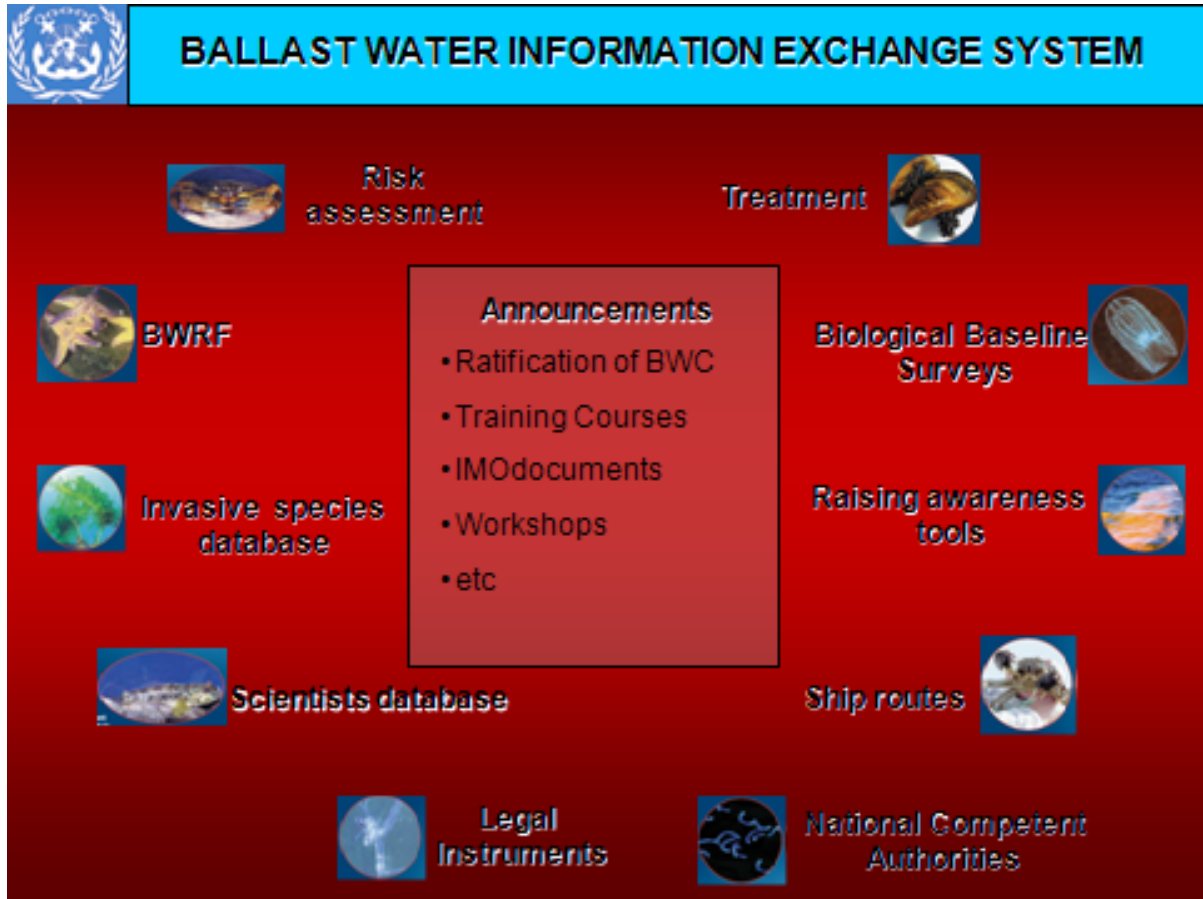 BALLAST WATER INFORMATION EXCHANGE SYSTEM
Risk
assessment
Treatment
BWRF
Announcements
• Ratification of BWC
• Training Courses
• IMOdocuments
• Workshops
• etc
Biological Baseline
Surveys
Invasive species
database
Raising awareness
tools
Scientists database
Ship routes
Legal
Instruments
National Competent
Authorities